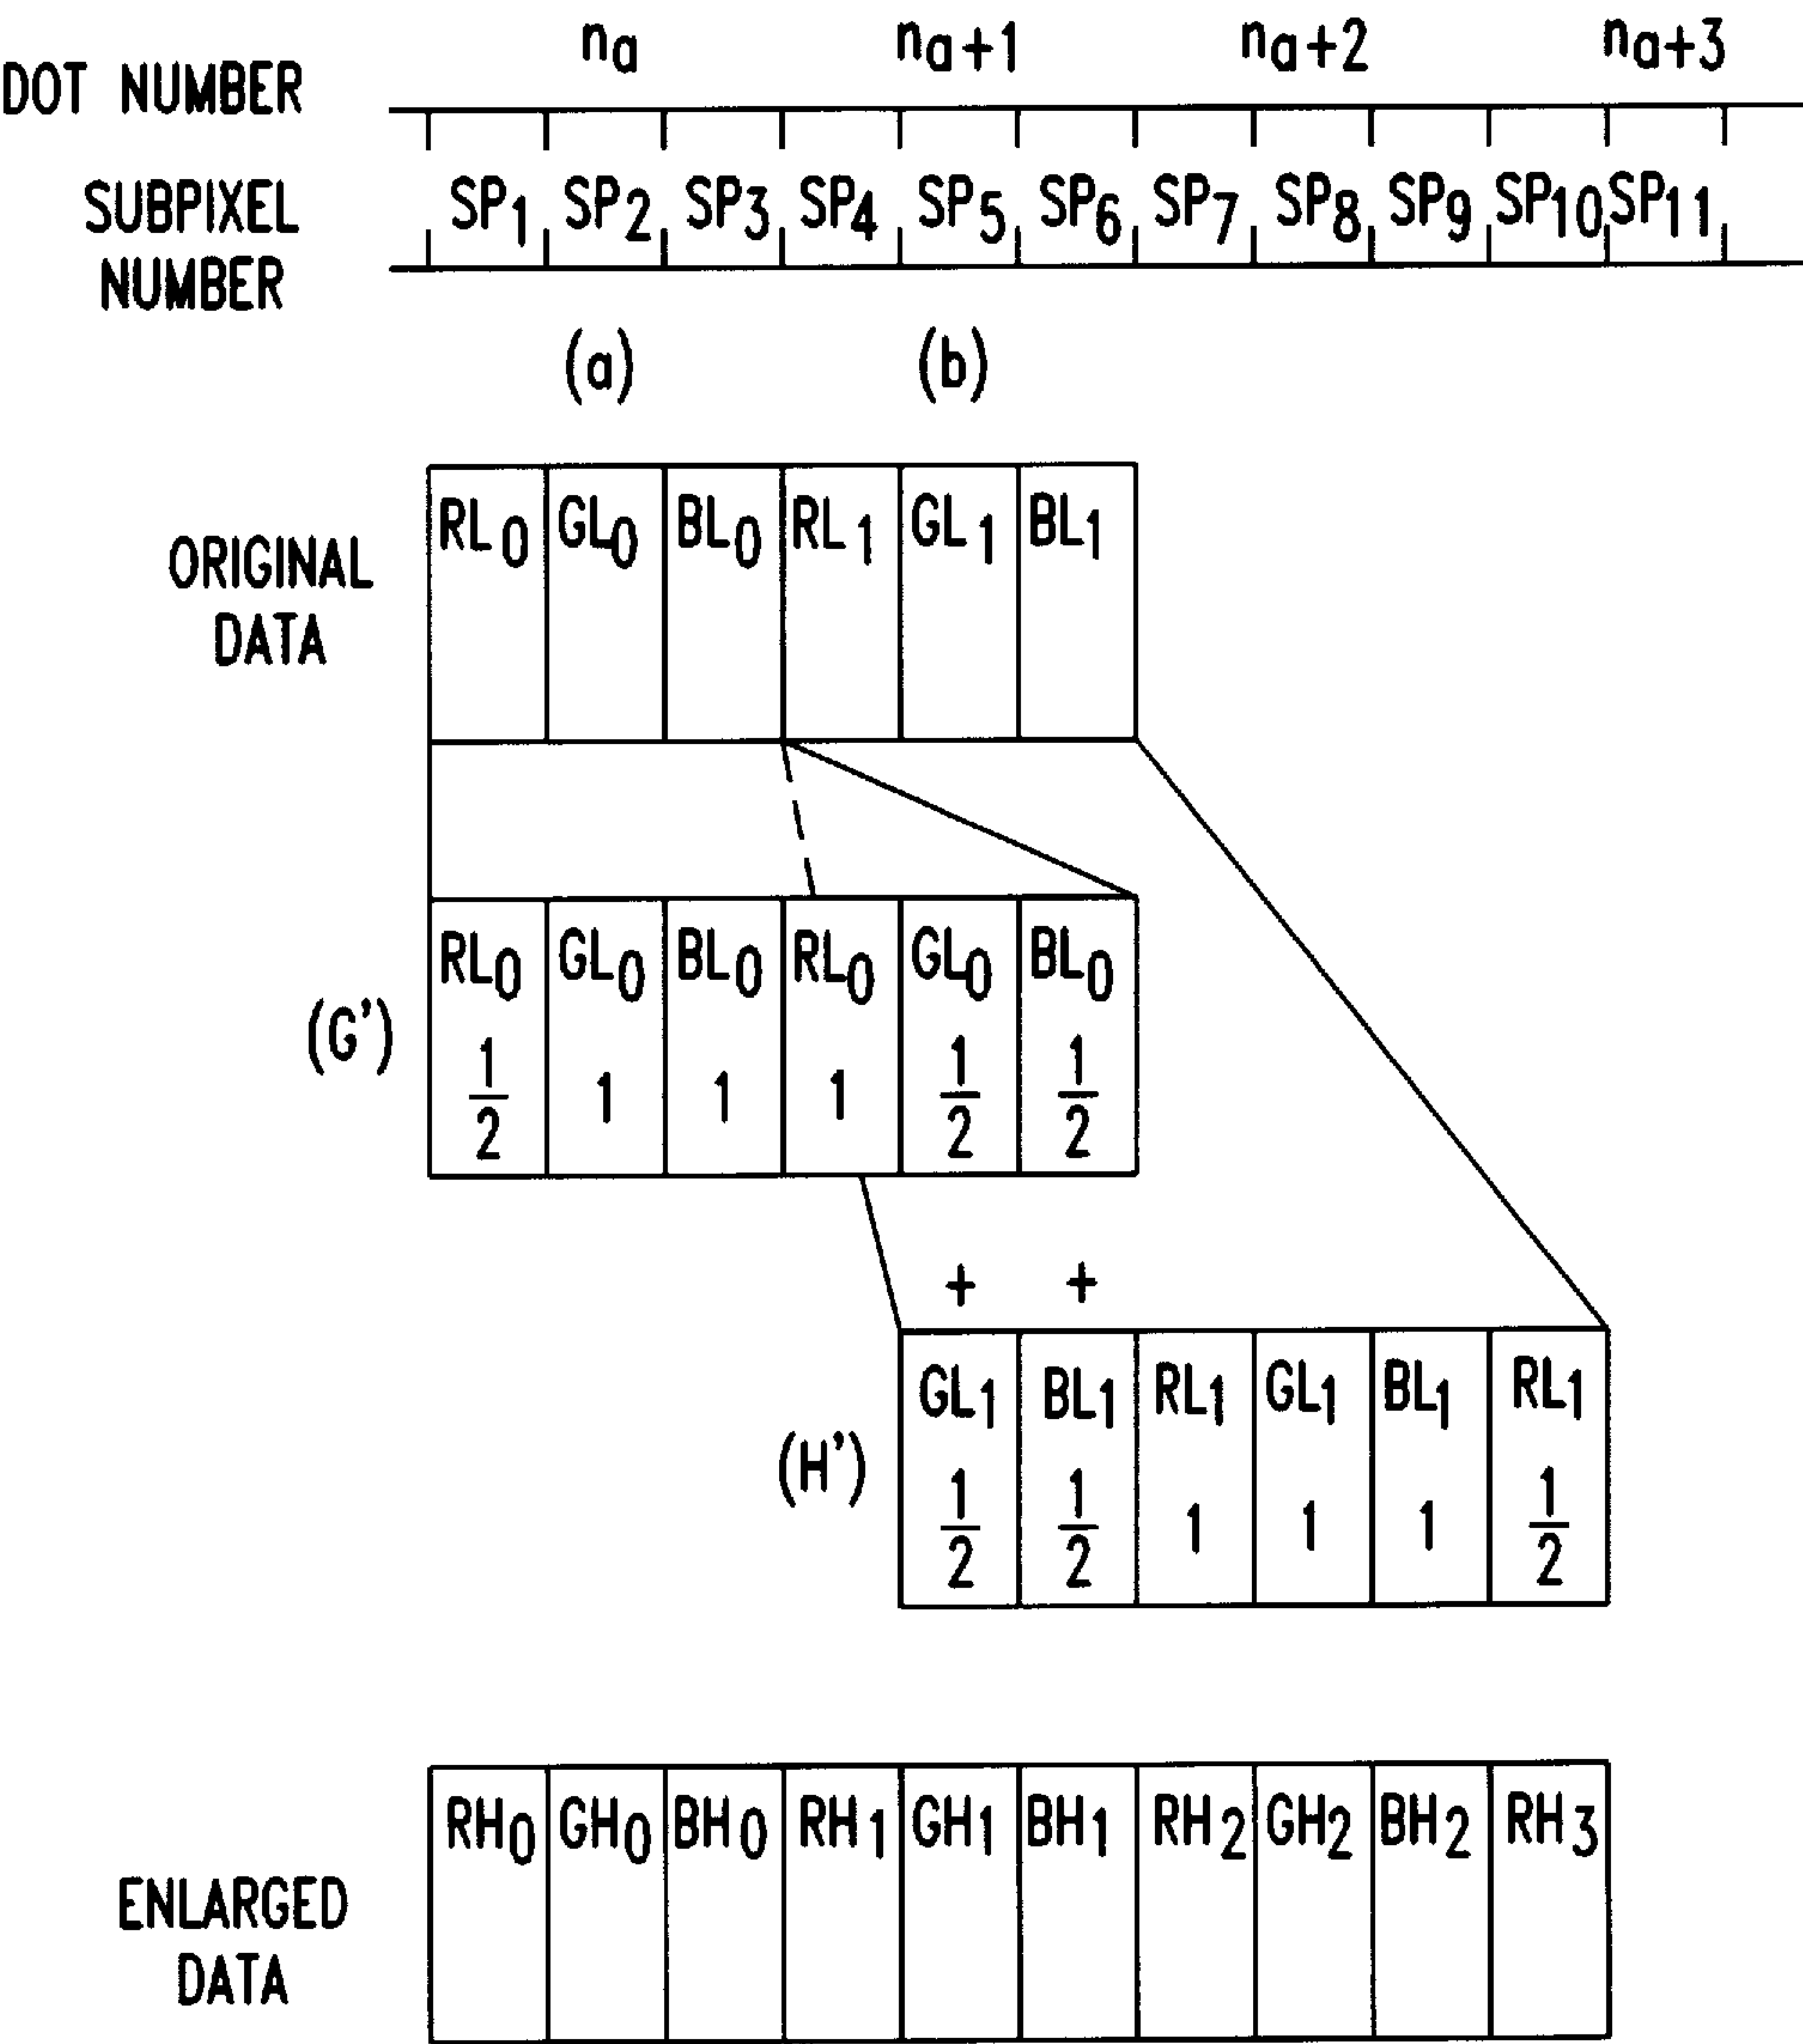 DOT NUMBER nₐ nₐ₊₁ nₐ₊₂ nₐ₊₃
SUBPIXEL NUMBER SP₁ SP₂ SP₃ SP₄ SP₅ SP₆ SP₇ SP₈ SP₉ SP₁₀ SP₁₁
(a) (b)
ORIGINAL DATA RL₀ GL₀ BL₀ RL₁ GL₁ BL₁
(G') RL₀ GL₀ BL₀ RL₀ GL₀ BL₀
1/2 1 1 1 1/2 1/2
+ +
(H') GL₁ BL₁ RL₁ GL₁ BL₁ RL₁
1/2 1/2 1 1 1 1/2
ENLARGED DATA RH₀ GH₀ BH₀ RH₁ GH₁ BH₁ RH₂ GH₂ BH₂ RH₃